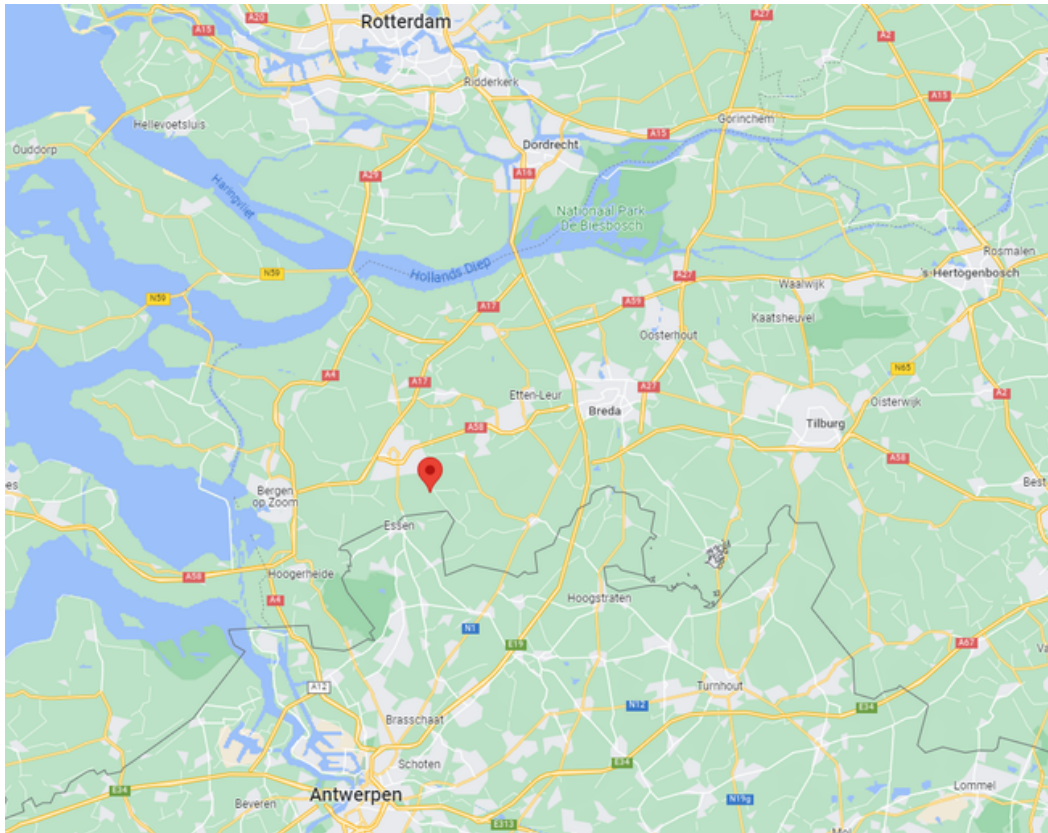 Rotterdam
A20
A27
A2
A15
Ridderkerk
A15
Hellevoetsluis
Gorinchem
A15
Ouddorp
Dordrecht
A29
A16
Haringvliet
Nationaal Park
De Biesbosch
Rosmalen
Hollands Diep
N59
A27
's-Hertogenbosch
N59
Waalwijk
A17
A59
Kaatsheuvel
Oosterhout
A4
A17
N65
A27
Etten-Leur
A2
Oisterwijk
Breda
A58
Tilburg
A58
Best
Bergen
op Zoom
Essen
A58
Hoogerheide
A4
Hoogstraten
N1
E19
A67
A12
Turnhout
N12
E34
Brasschaat
Schoten
E34
Lommel
E34
Antwerpen
Beveren
N19g
E313